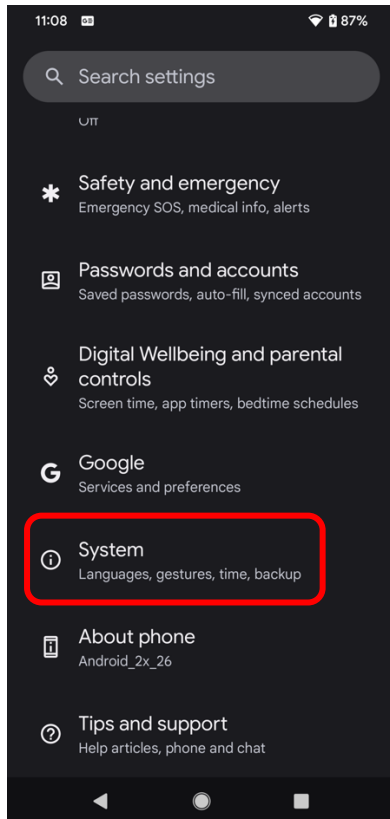 11:08
87%
Search settings
Off
Safety and emergency
Emergency SOS, medical info, alerts
Passwords and accounts
Saved passwords, auto-fill, synced accounts
Digital Wellbeing and parental
controls
Screen time, app timers, bedtime schedules
Google
Services and preferences
System
Languages, gestures, time, backup
About phone
Android_2x_26
Tips and support
Help articles, phone and chat